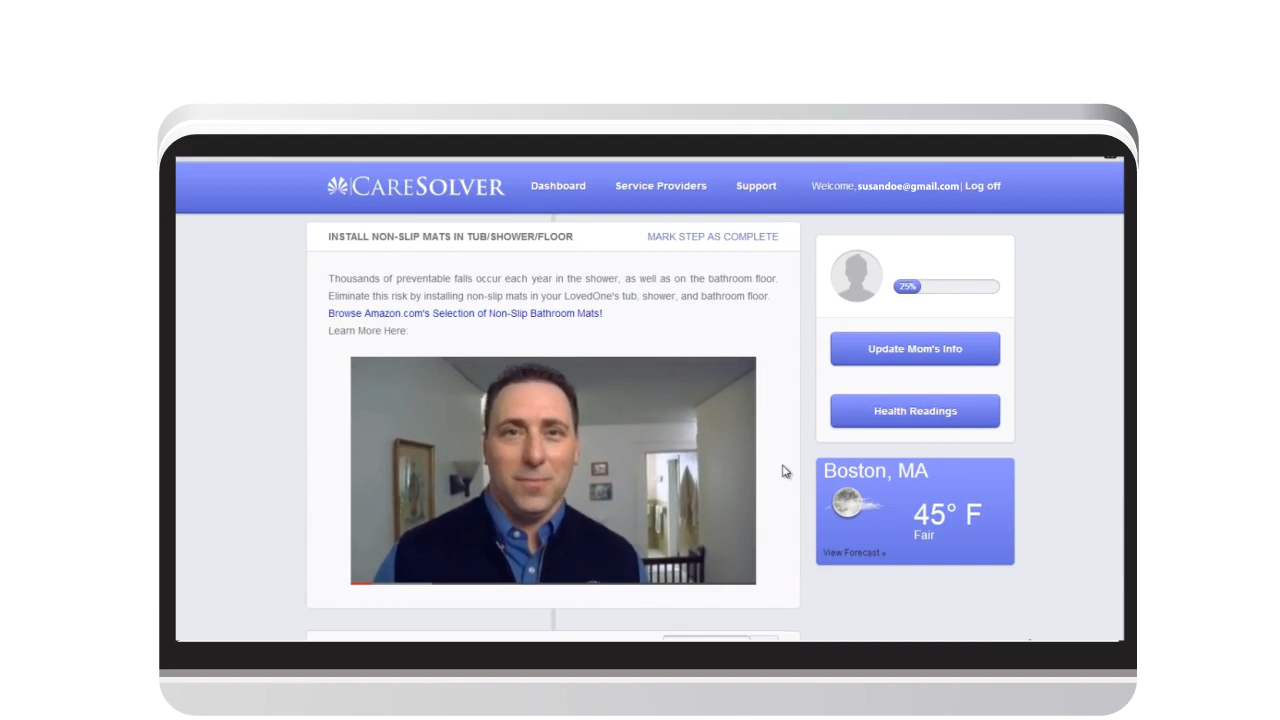 CARESOLVER Dashboard Service Providers Support Welcome, susandoe@gmail.com | Log off
INSTALL NON-SLIP MATS IN TUB/SHOWER/FLOOR MARK STEP AS COMPLETE
Thousands of preventable falls occur each year in the shower, as well as on the bathroom floor.
Eliminate this risk by installing non-slip mats in your LovedOne's tub, shower, and bathroom floor.
Browse Amazon.com's Selection of Non-Slip Bathroom Mats!
Learn More Here:
25%
Update Mom's Info
Health Readings
Boston, MA
45° F
Fair
View Forecast »